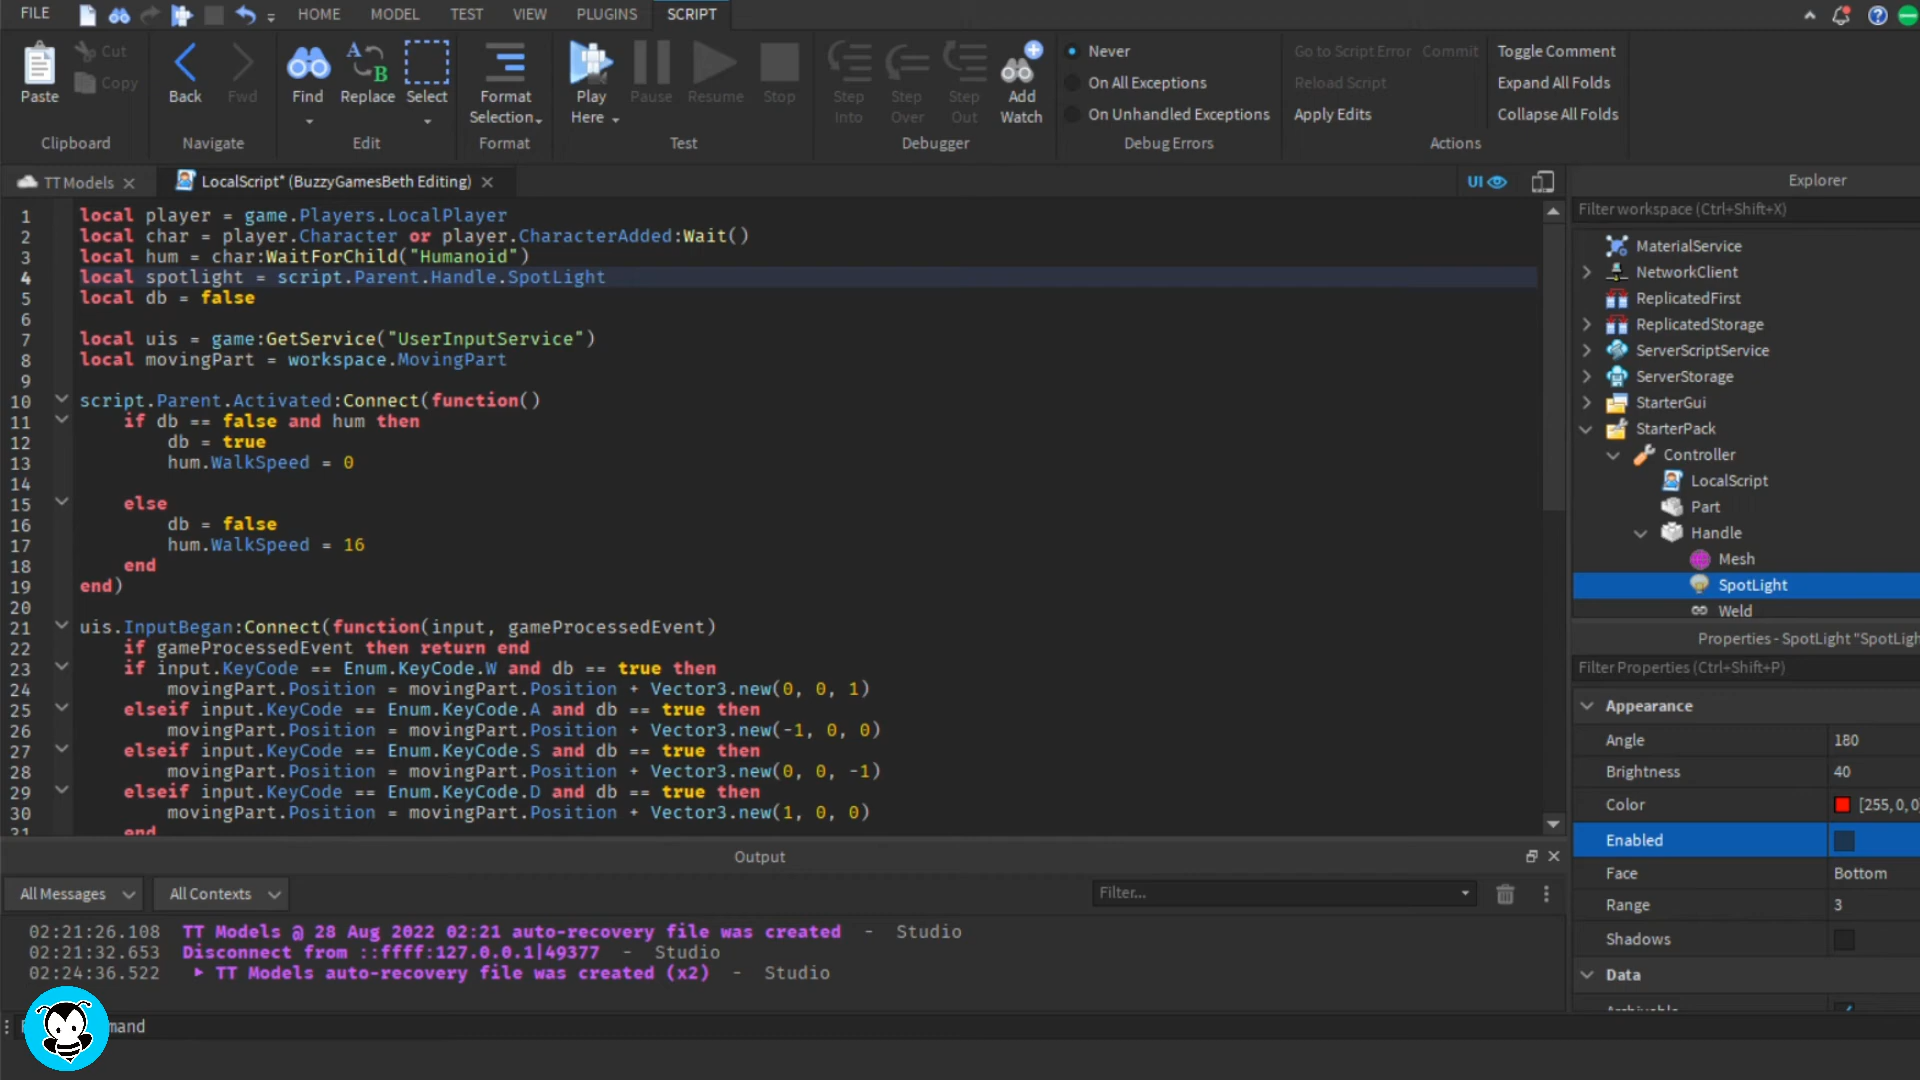 FILE HOME MODEL TEST VIEW PLUGINS SCRIPT
Paste
Cut
Copy
Clipboard
Back Fwd
Navigate
Find Replace Select
Edit
Format
Selection
Format
Play
Here
Pause Resume Stop
Test
Step
Into
Step
Over
Step
Out
Add
Watch
Debugger
Never
On All Exceptions
On Unhandled Exceptions
Debug Errors
Go to Script Error Commit Toggle Comment
Reload Script Expand All Folds
Apply Edits Collapse All Folds
Actions
TT Models LocalScript* (BuzzyGamesBeth Editing) UI
1 local player = game.Players.LocalPlayer
2 local char = player.Character or player.CharacterAdded:Wait()
3 local hum = char:WaitForChild("Humanoid")
4 local spotlight = script.Parent.Handle.SpotLight
5 local db = false
6
7 local uis = game:GetService("UserInputService")
8 local movingPart = workspace.MovingPart
9
10 script.Parent.Activated:Connect(function()
11 if db == false and hum then
12 db = true
13 hum.WalkSpeed = 0
14
15 else
16 db = false
17 hum.WalkSpeed = 16
18 end
19 end)
20
21 uis.InputBegan:Connect(function(input, gameProcessedEvent)
22 if gameProcessedEvent then return end
23 if input.KeyCode == Enum.KeyCode.W and db == true then
24 movingPart.Position = movingPart.Position + Vector3.new(0, 0, 1)
25 elseif input.KeyCode == Enum.KeyCode.A and db == true then
26 movingPart.Position = movingPart.Position + Vector3.new(-1, 0, 0)
27 elseif input.KeyCode == Enum.KeyCode.S and db == true then
28 movingPart.Position = movingPart.Position + Vector3.new(0, 0, -1)
29 elseif input.KeyCode == Enum.KeyCode.D and db == true then
30 movingPart.Position = movingPart.Position + Vector3.new(1, 0, 0)
31 end
Output
All Messages All Contexts Filter...
02:21:26.108 TT Models @ 28 Aug 2022 02:21 auto-recovery file was created - Studio
02:21:32.653 Disconnect from ::ffff:127.0.0.1|49377 - Studio
02:24:36.522 TT Models auto-recovery file was created (x2) - Studio
Explorer
Filter workspace (Ctrl+Shift+X)
MaterialService
NetworkClient
ReplicatedFirst
ReplicatedStorage
ServerScriptService
ServerStorage
StarterGui
StarterPack
Controller
LocalScript
Part
Handle
Mesh
SpotLight
Weld
Properties - SpotLight "SpotLigh
Filter Properties (Ctrl+Shift+P)
Appearance
Angle 180
Brightness 40
Color [255, 0, 0
Enabled
Face Bottom
Range 3
Shadows
Data